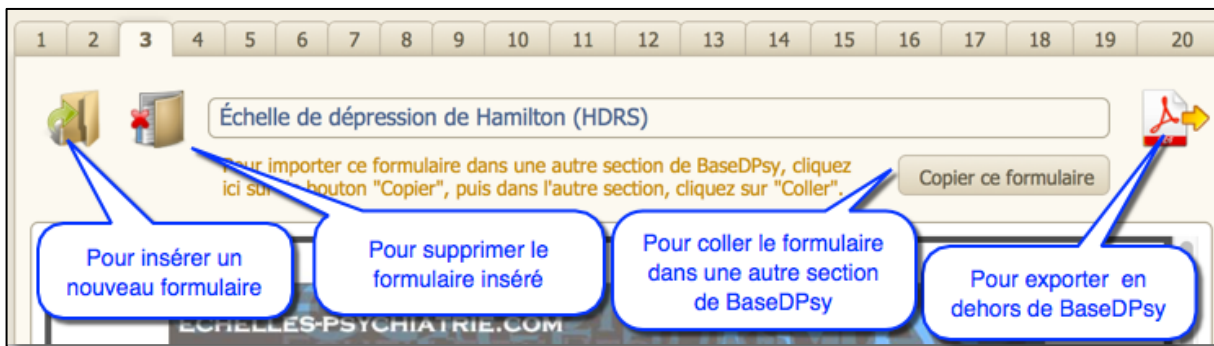 1 2 3 4 5 6 7 8 9 10 11 12 13 14 15 16 17 18 19 20
Échelle de dépression de Hamilton (HDRS)
Pour importer ce formulaire dans une autre section de BaseDPsy, cliquez
ici sur le bouton "Copier", puis dans l'autre section, cliquez sur "Coller".
Copier ce formulaire
Pour insérer un
nouveau formulaire
Pour supprimer le
formulaire inséré
Pour coller le formulaire
dans une autre section
de BaseDPsy
Pour exporter en
dehors de BaseDPsy
ECHELLES-PSYCHIATRIE.COM